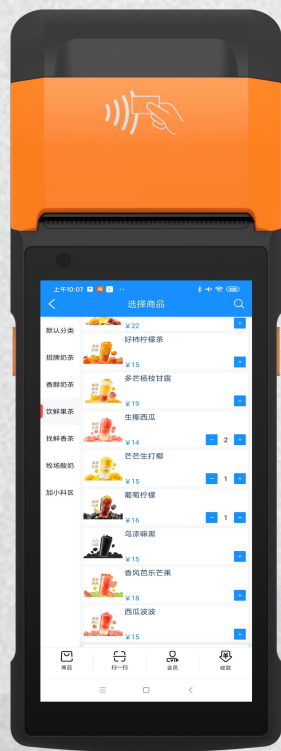 上午10:07
选择商品
默认分类
招牌奶茶
香醇奶茶
饮鲜果茶
找鲜香茶
牧场酸奶
加小料区
￥22
好柿柠檬茶
￥15
多芒杨枝甘露
￥19
生椰西瓜
￥14
2
芒芒生打椰
￥15
1
葡萄柠檬
￥16
1
乌漆嘛黑
￥15
香风芭乐芒果
￥18
西瓜波波
￥15
商品
扫一扫
会员
收款